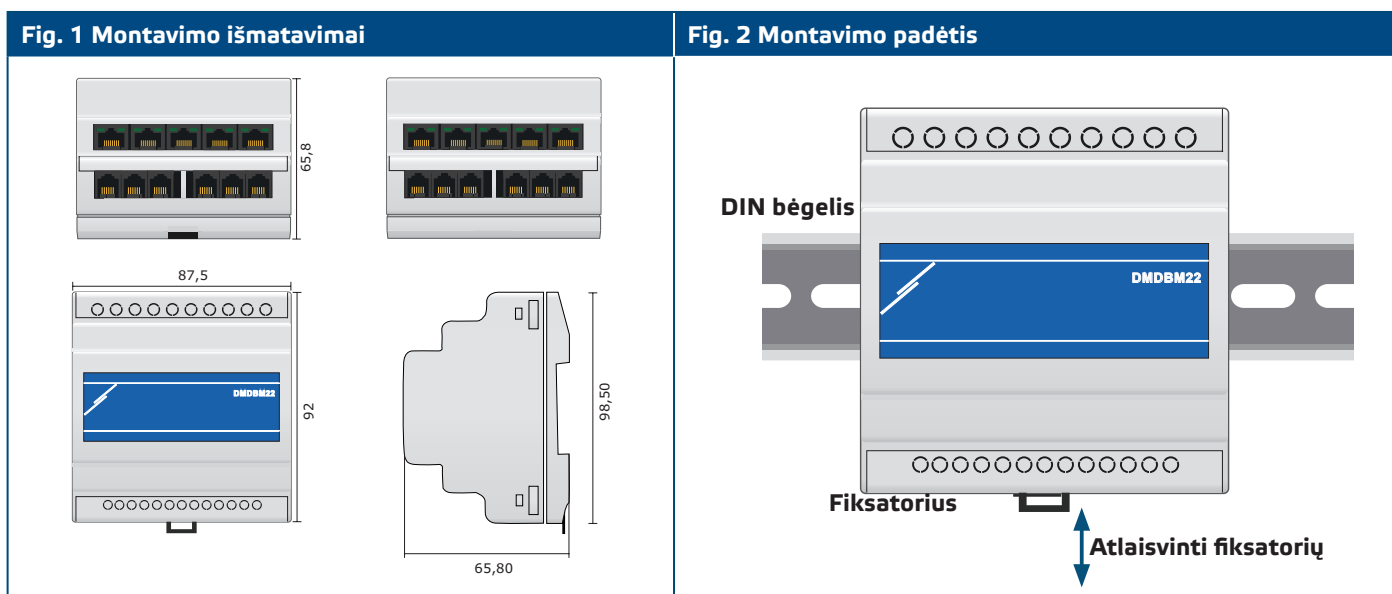 Fig. 1 Montavimo išmatavimai
65,8
87,5
DMDBM22
92
98,50
65,80
Fig. 2 Montavimo padėtis
DIN bėgelis
DMDBM22
Fiksatorius
Atlaisvinti fiksatorių